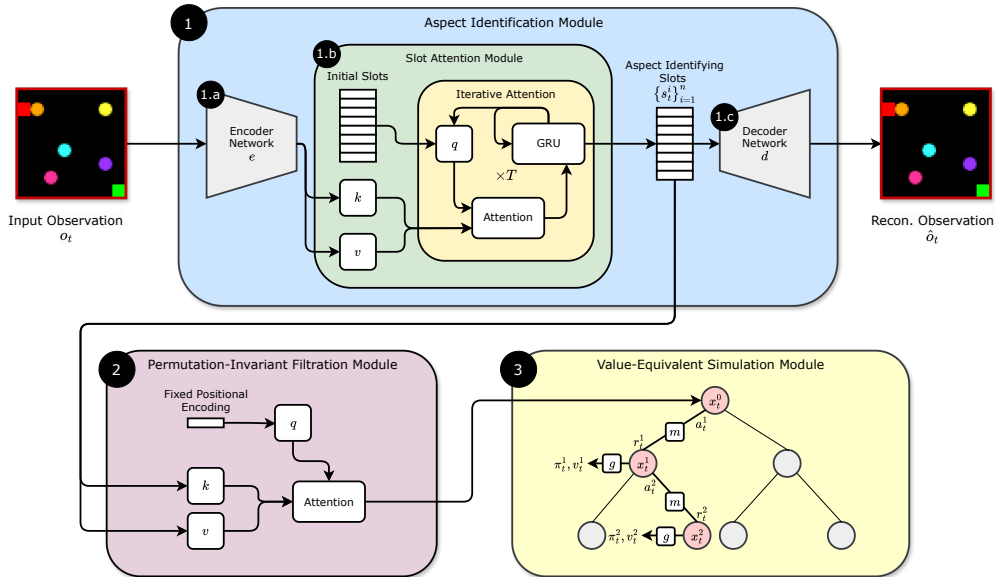 1
Aspect Identification Module
1.b
Slot Attention Module
Initial Slots
Iterative Attention
Aspect Identifying
Slots
{s_t^i}_{i=1}^n
1.a
Encoder
Network
e
q
GRU
×T
1.c
Decoder
Network
d
k
Attention
v
Input Observation
o_t
Recon. Observation
ô_t
2
Permutation-Invariant Filtration Module
Fixed Positional
Encoding
q
k
Attention
v
3
Value-Equivalent Simulation Module
x_t^0
a_t^1
m
r_t^1
π_t^1, v_t^1
g
x_t^1
a_t^2
m
r_t^2
π_t^2, v_t^2
g
x_t^2